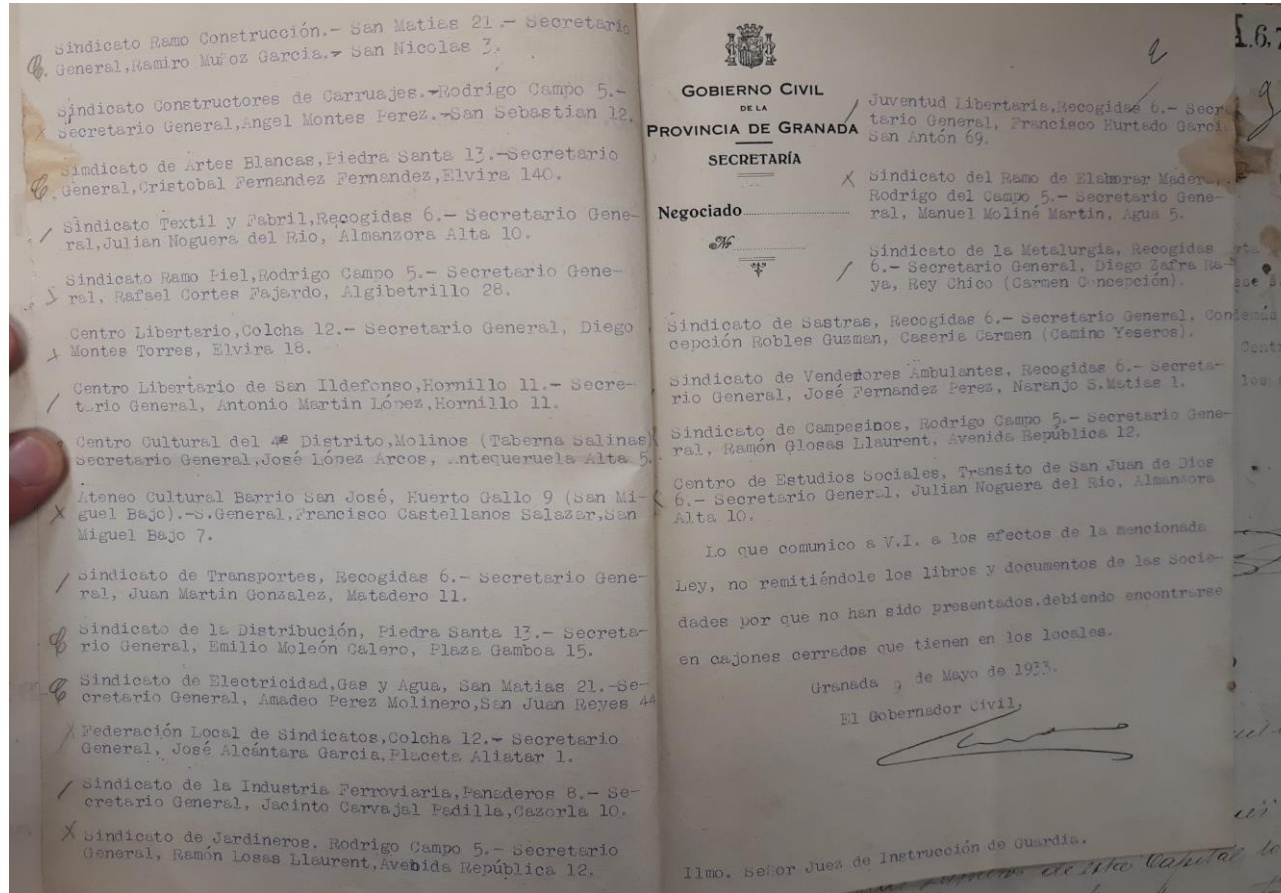 Sindicato Ramo Construcción.- San Matias 21.- Secretario
General,Ramiro Muñoz Garcia.- San Nicolas 3.
Sindicato Constructores de Carruajes.-Rodrigo Campo 5.-
Secretario General,Angel Montes Perez.-San Sebastian 12.
Simdicato de Artes Blancas,Piedra Santa 13.-Secretario
General,Cristobal Fernandez Fernandez,Elvira 140.
Sindicato Textil y Fabril,Recogidas 6.- Secretario Gene-
ral,Julian Noguera del Rio, Almanzora Alta 10.
Sindicato Ramo Piel,Rodrigo Campo 5.- Secretario Gene-
ral, Rafael Cortes Fajardo, Algibetrillo 28.
Centro Libertario,Colcha 12.- Secretario General, Diego
Montes Torres, Elvira 18.
Centro Libertario de San Ildefonso,Hornillo 11.- Secre-
tario General, Antonio Martin López,Hornillo 11.
Centro Cultural del 4º Distrito,Molinos (Taberna Salinas)
Secretario General,José López Arcos, Antequeruela Alta 5.
Ateneo Cultural Barrio San José, Huerto Gallo 9 (San Mi-
guel Bajo).-S.General,Francisco Castellanos Salazar,San
Miguel Bajo 7.
Sindicato de Transportes, Recogidas 6.- Secretario Gene-
ral, Juan Martin Gonzalez, Matadero 11.
Sindicato de la Distribución, Piedra Santa 13.- Secreta-
rio General, Emilio Moleón Calero, Plaza Gamboa 15.
Sindicato de Electricidad,Gas y Agua, San Matias 21.-Se-
cretario General, Amadeo Perez Molinero,San Juan Reyes 44
Federación Local de Sindicatos,Colcha 12.- Secretario
General, José Alcántara Garcia,Placeta Aliatar 1.
Sindicato de la Industria Ferroviaria,Panaderos 8.- Se-
cretario General, Jacinto Carvajal Padilla,Cazorla 10.
Sindicato de Jardineros, Rodrigo Campo 5.- Secretario
General, Ramón Losas Llaurent,Avenida República 12.
GOBIERNO CIVIL
DE LA
PROVINCIA DE GRANADA
SECRETARÍA
Negociado
Nº
2
Juventud Libertaria,Recogidas 6.- Secre
tario General, Francisco Hurtado Garci
San Antón 69.
Sindicato del Ramo de Elaborar Madera,
Rodrigo del Campo 5.- Secretario Gene-
ral, Manuel Moliné Martin, Agua 5.
Sindicato de la Metalurgia, Recogidas
6.- Secretario General, Diego Zafra Ra-
ya, Rey Chico (Carmen Concepción).
Sindicato de Sastras, Recogidas 6.- Secretario General, Con
cepción Robles Guzman, Caseria Carmen (Camino Yeseros).
Sindicato de Vendedores Ambulantes, Recogidas 6.- Secreta-
rio General, José Fernandez Perez, Naranjo S.Matias 1.
Sindicato de Campesinos, Rodrigo Campo 5.- Secretario Gene-
ral, Ramón Glosas Llaurent, Avenida República 12.
Centro de Estudios Sociales, Transito de San Juan de Dios
6.- Secretario General, Julian Noguera del Rio, Almanzora
Alta 10.
Lo que comunico a V.I. a los efectos de la mencionada
Ley, no remitiéndole los libros y documentos de las Socie-
dades por que no han sido presentados.debiendo encontrarse
en cajones cerrados que tienen en los locales.
Granada 9 de Mayo de 1933.
El Gobernador Civil,
Ilmo. Señor Juez de Instrucción de Guardia.